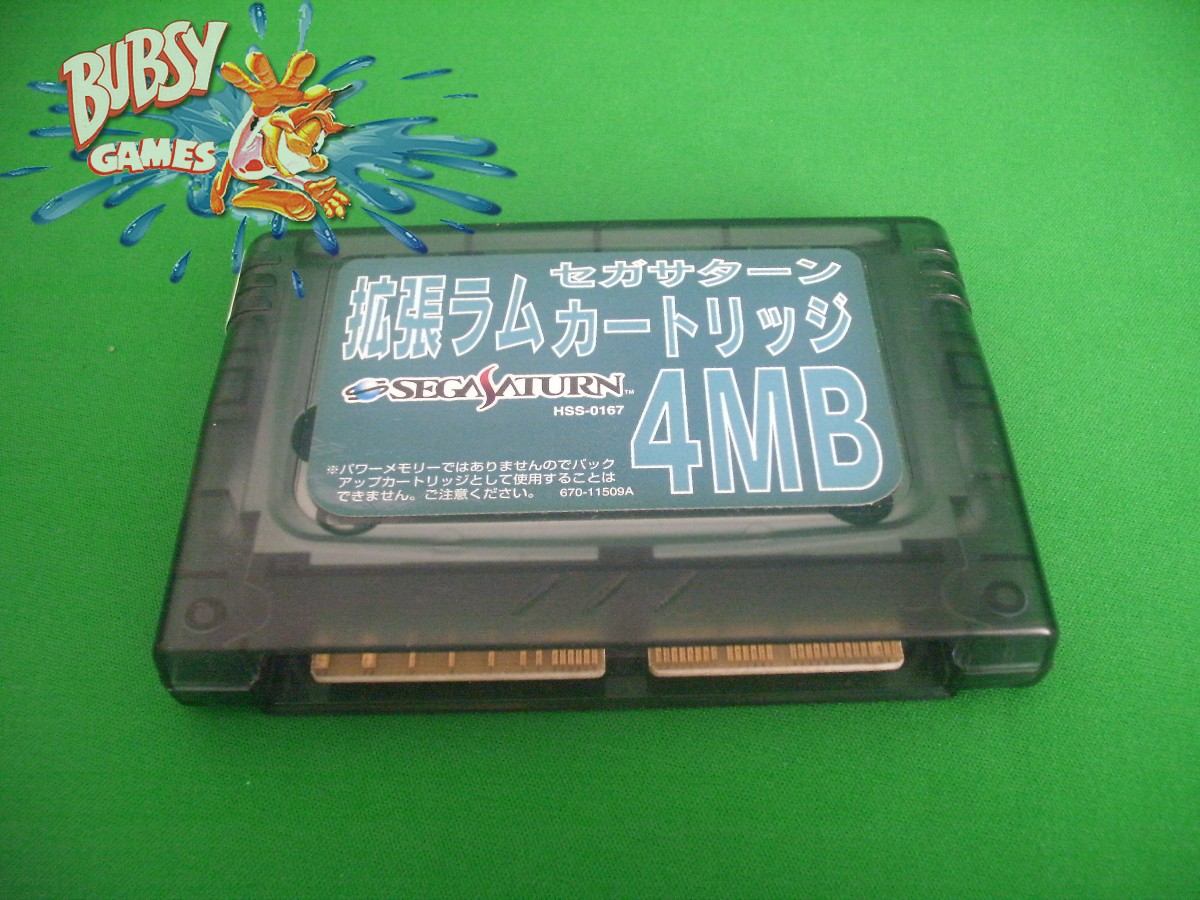 BUBSY
GAMES
セガサターン
拡張ラムカートリッジ
SEGA SATURN™
HSS-0167
4MB
※パワーメモリーではありませんのでバック
アップカートリッジとして使用することは
できません。ご注意ください。 670-11509A